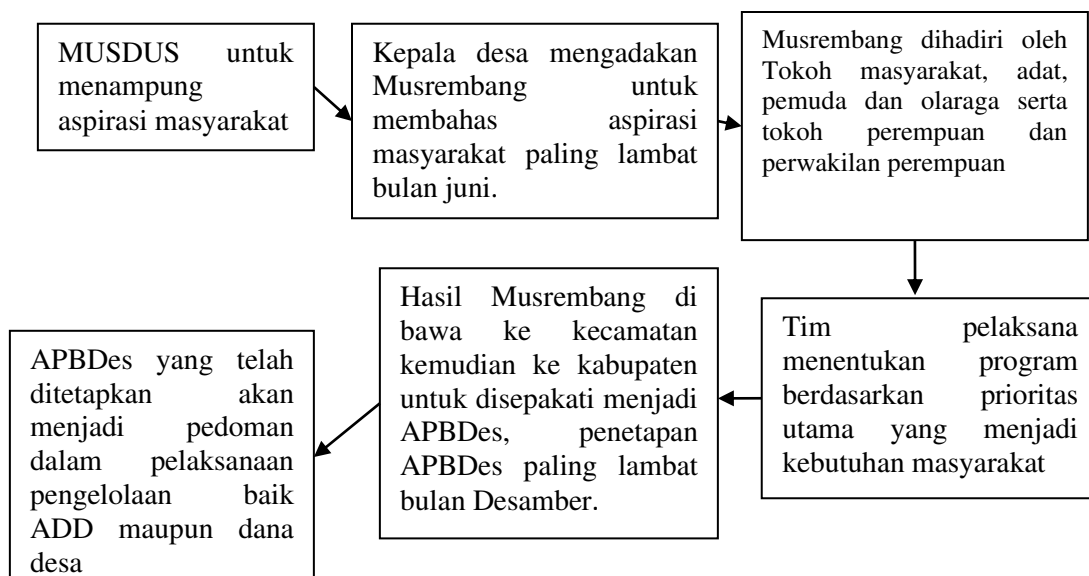 MUSDUS untuk
menampung
aspirasi masyarakat
Kepala desa mengadakan
Musrembang untuk
membahas aspirasi
masyarakat paling lambat
bulan juni.
Musrembang dihadiri oleh
Tokoh masyarakat, adat,
pemuda dan olaraga serta
tokoh perempuan dan
perwakilan perempuan
Tim pelaksana
menentukan program
berdasarkan prioritas
utama yang menjadi
kebutuhan masyarakat
Hasil Musrembang di
bawa ke kecamatan
kemudian ke kabupaten
untuk disepakati menjadi
APBDes, penetapan
APBDes paling lambat
bulan Desamber.
APBDes yang telah
ditetapkan akan
menjadi pedoman
dalam pelaksanaan
pengelolaan baik
ADD maupun dana
desa